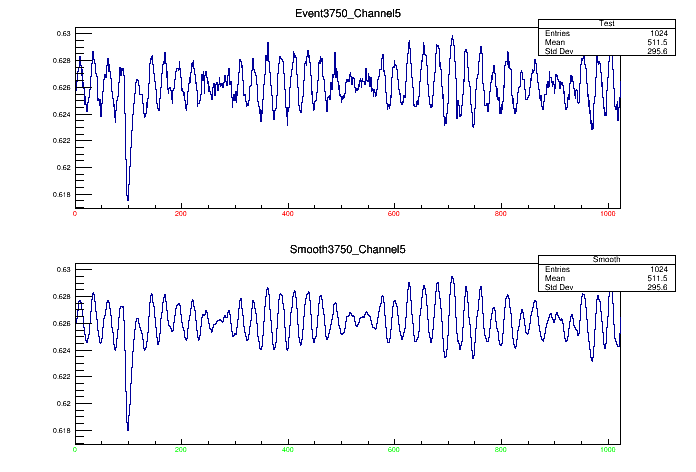 Event3750_Channel5
Test
Entries 1024
Mean 511.5
Std Dev 295.6
0.63
0.628
0.626
0.624
0.622
0.62
0.618
0 200 400 600 800 1000
Smooth3750_Channel5
Smooth
Entries 1024
Mean 511.5
Std Dev 295.6
0.63
0.628
0.626
0.624
0.622
0.62
0.618
0 200 400 600 800 1000